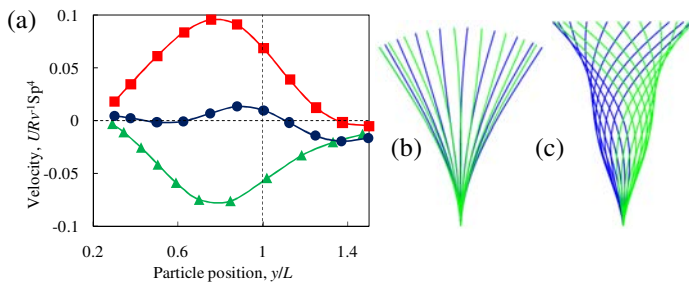 (a)
0.1
0.05
0
-0.05
-0.1
Velocity, URν⁻¹Sp⁴
0.2 0.6 1 1.4
Particle position, y/L
(b)
(c)